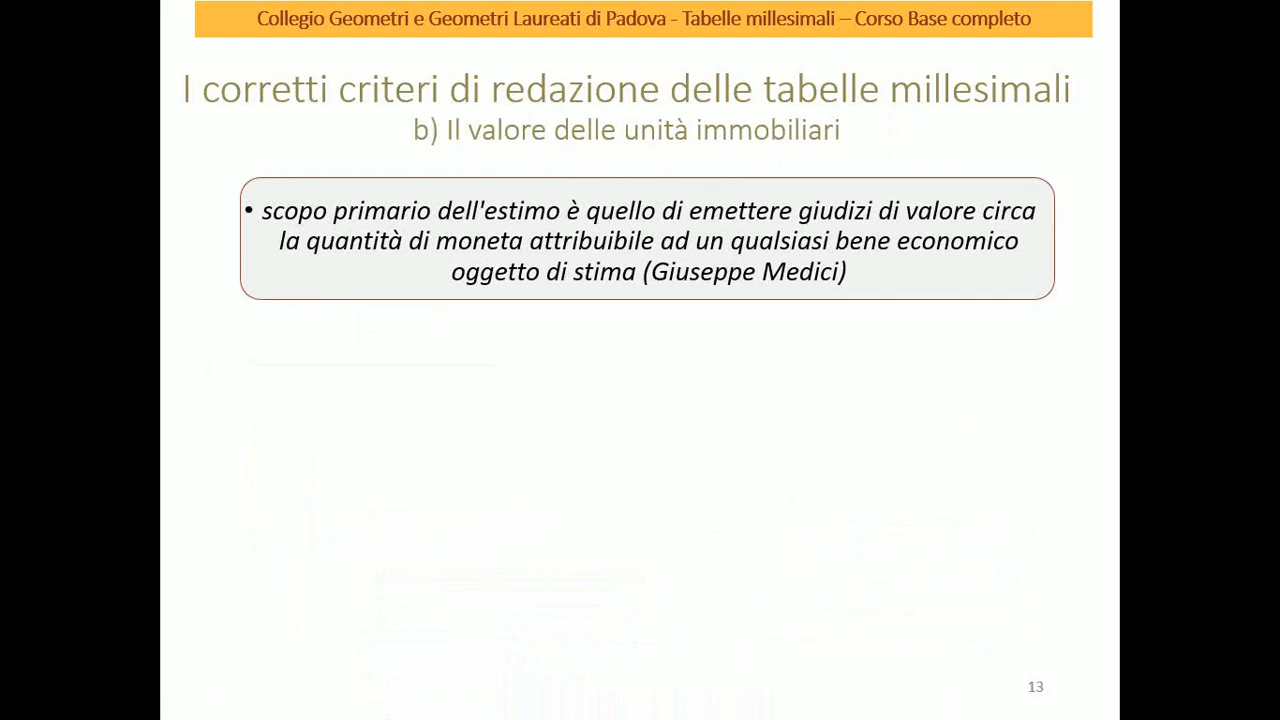 Collegio Geometri e Geometri Laureati di Padova - Tabelle millesimali – Corso Base completo
I corretti criteri di redazione delle tabelle millesimali
b) Il valore delle unità immobiliari
• scopo primario dell'estimo è quello di emettere giudizi di valore circa
la quantità di moneta attribuibile ad un qualsiasi bene economico
oggetto di stima (Giuseppe Medici)
13